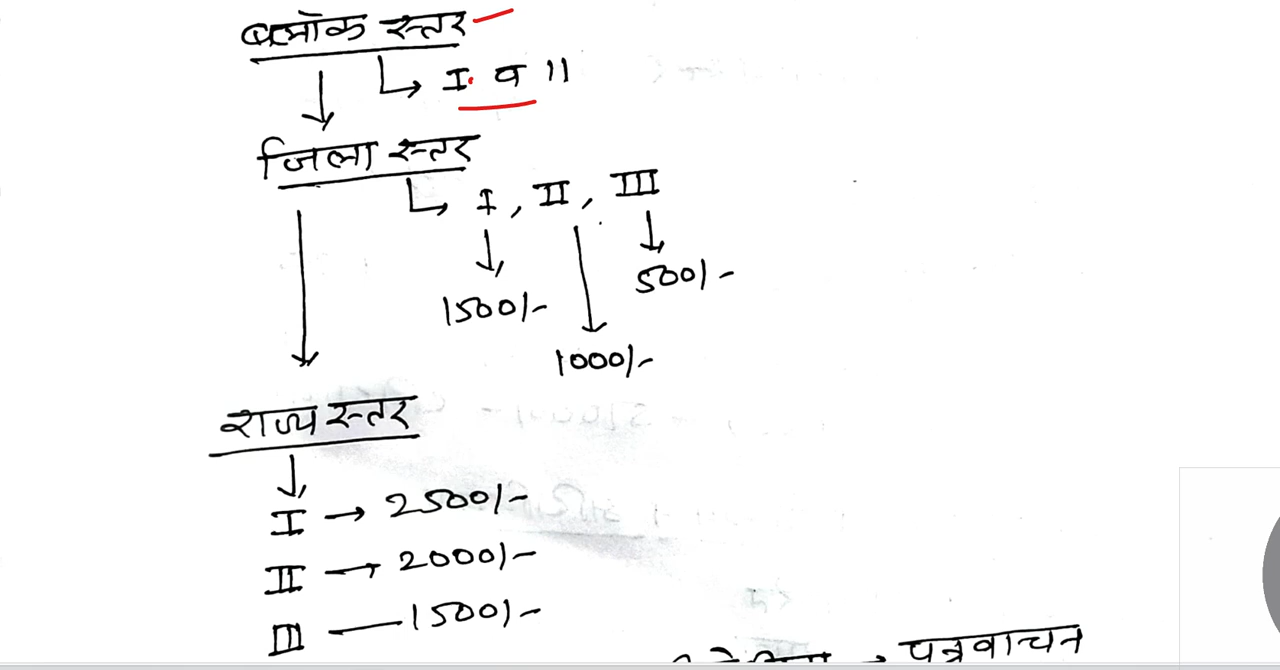 ब्लॉक स्तर
I व II
जिला स्तर
I, II, III
1500/-
1000/-
500/-
राज्य स्तर
I → 2500/-
II → 2000/-
III — 1500/-
पत्रवाचन